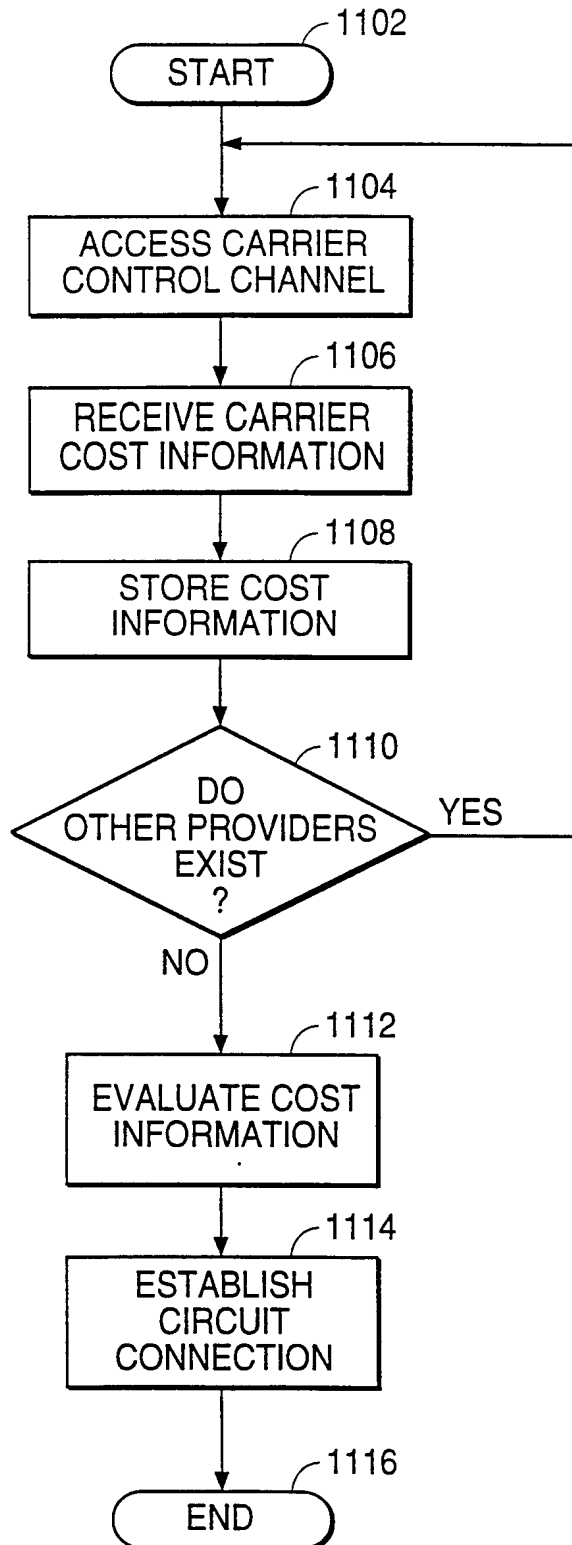 1102
START
1104
ACCESS CARRIER
CONTROL CHANNEL
1106
RECEIVE CARRIER
COST INFORMATION
1108
STORE COST
INFORMATION
1110
DO
OTHER PROVIDERS
EXIST
?
YES
NO
1112
EVALUATE COST
INFORMATION
1114
ESTABLISH
CIRCUIT
CONNECTION
1116
END